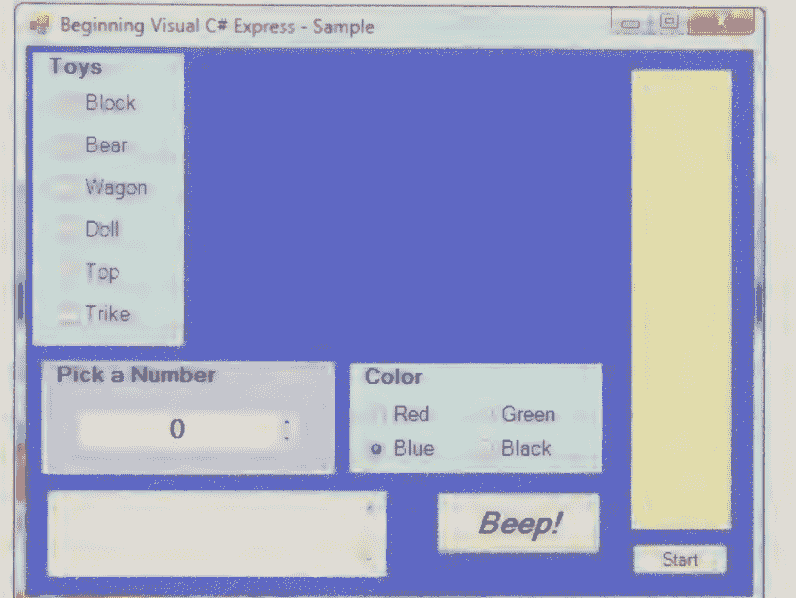 Beginning Visual C# Express - Sample
Toys
Block
Bear
Wagon
Doll
Top
Trike
Pick a Number
0
Color
Red
Green
Blue
Black
Beep!
Start